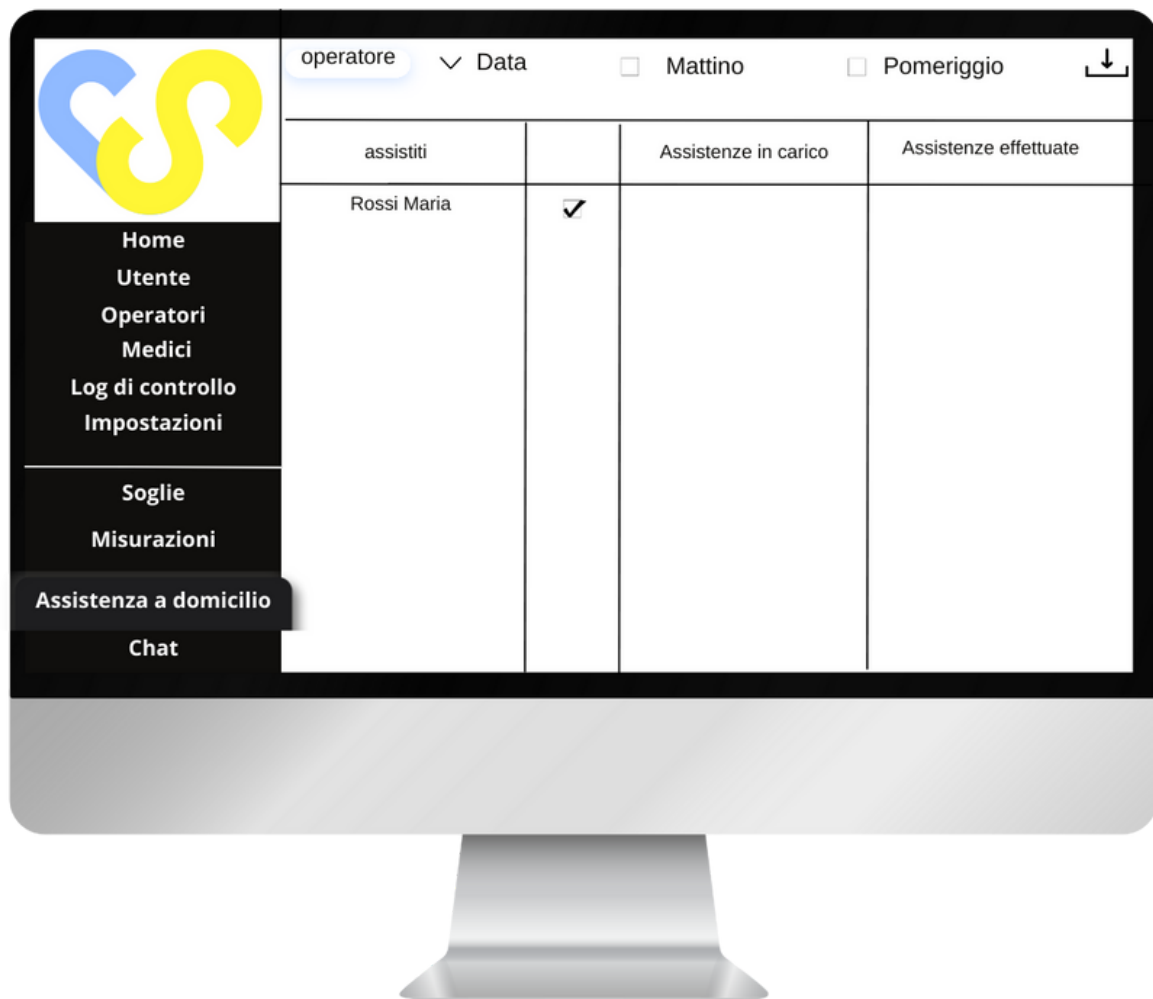 operatore Data Mattino Pomeriggio
assistiti Assistenze in carico Assistenze effettuate
Rossi Maria
Home
Utente
Operatori
Medici
Log di controllo
Impostazioni
Soglie
Misurazioni
Assistenza a domicilio
Chat